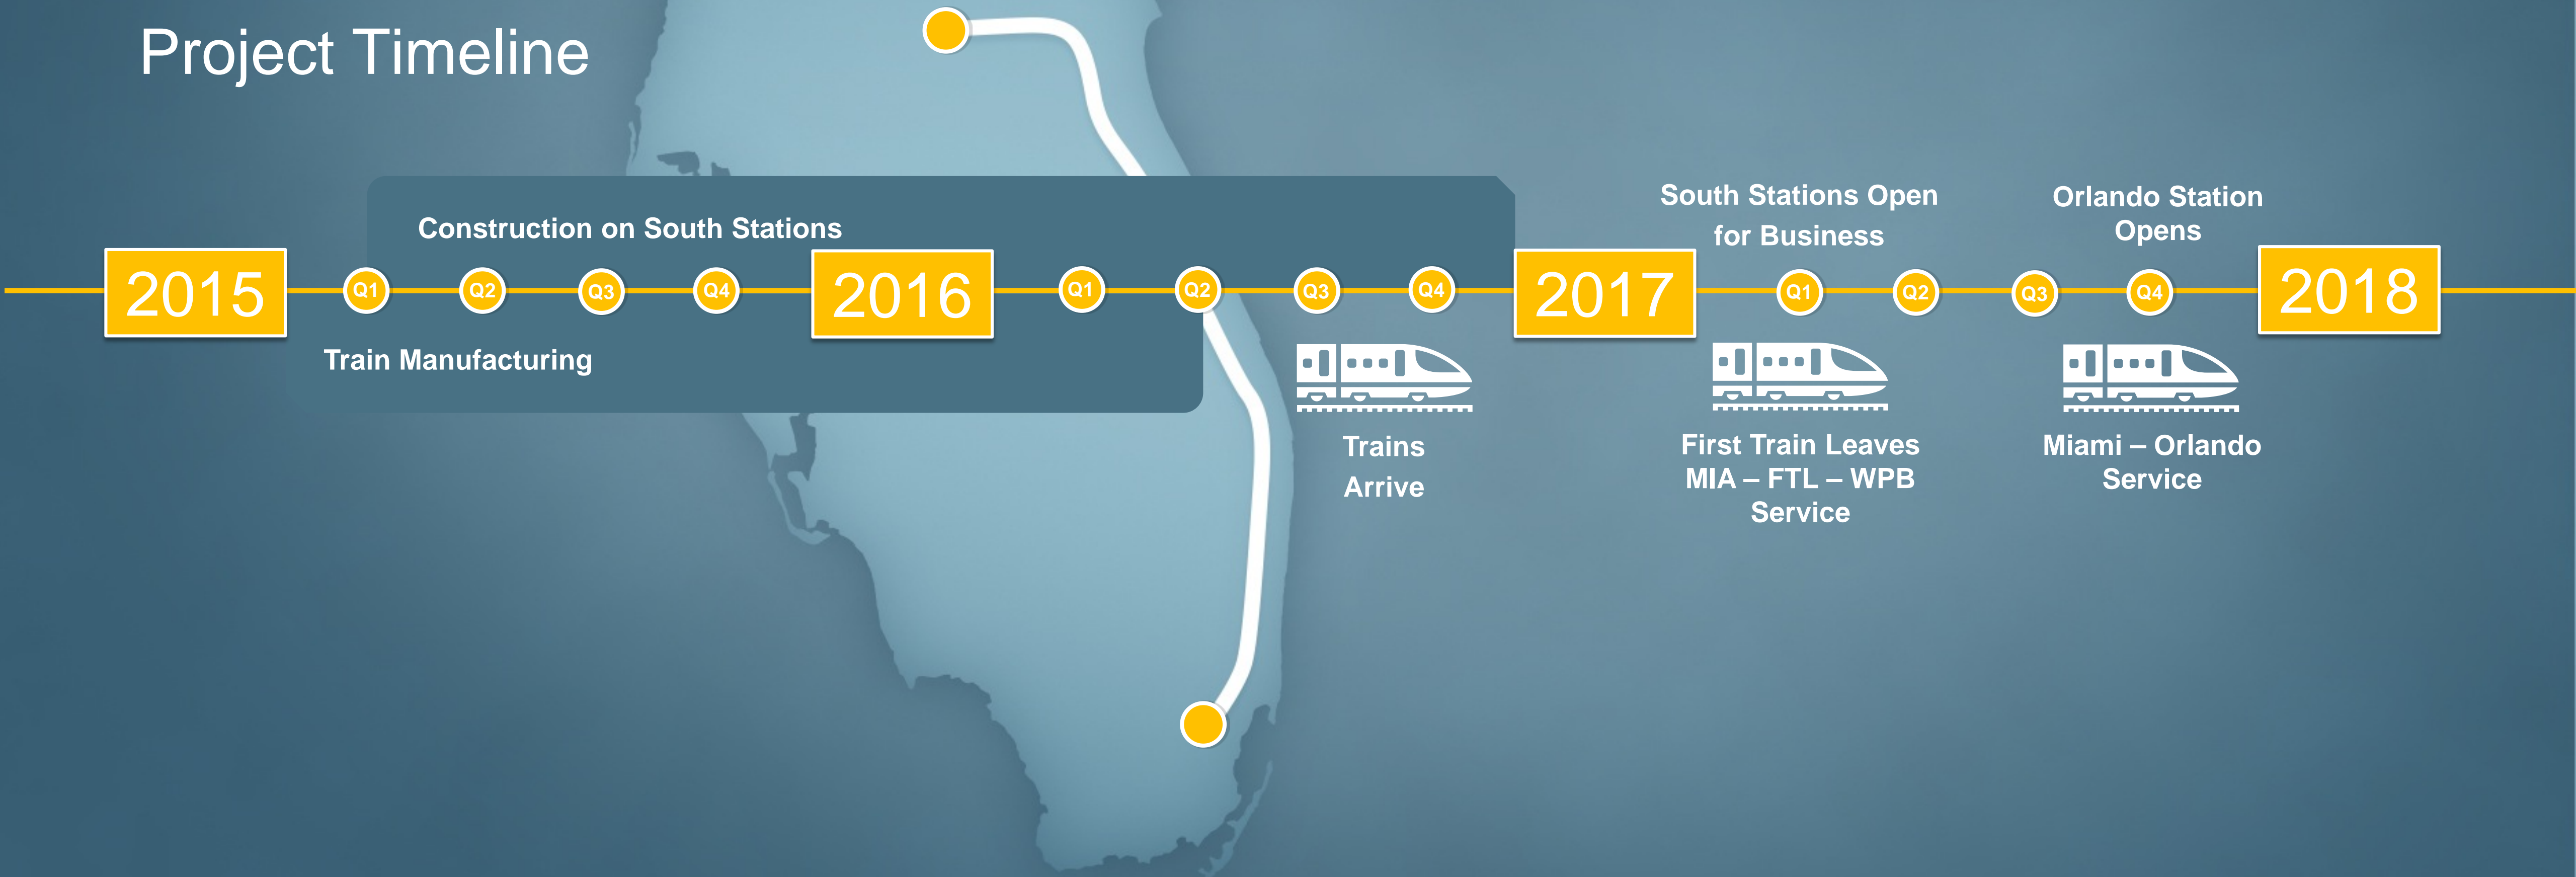 Project Timeline
Construction on South Stations
South Stations Open
for Business
Orlando Station
Opens
2015
Q1
Q2
Q3
Q4
2016
Q1
Q2
Q3
Q4
2017
Q1
Q2
Q3
Q4
2018
Train Manufacturing
Trains
Arrive
First Train Leaves
MIA – FTL – WPB
Service
Miami – Orlando
Service